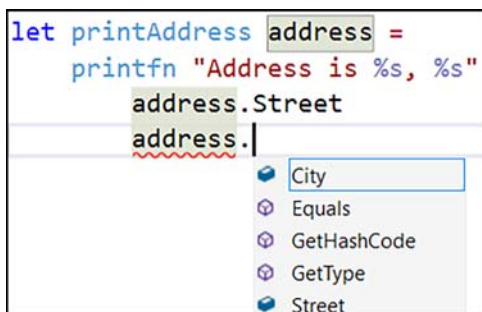 let printAddress address =
    printfn "Address is %s, %s"
        address.Street
        address.
City
Equals
GetHashCode
GetType
Street